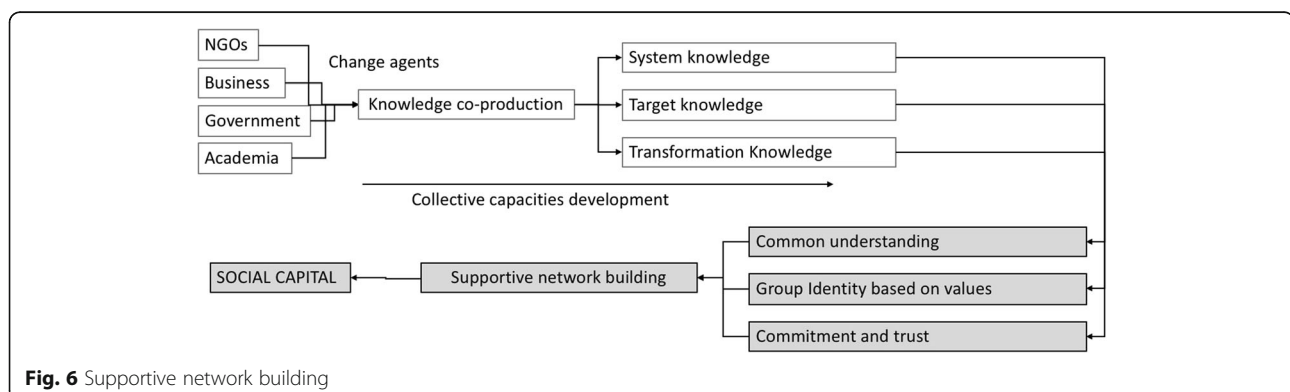 NGOs
Business
Government
Academia
Change agents
Knowledge co-production
System knowledge
Target knowledge
Transformation Knowledge
Collective capacities development
Common understanding
Group Identity based on values
Commitment and trust
Supportive network building
SOCIAL CAPITAL
Fig. 6 Supportive network building